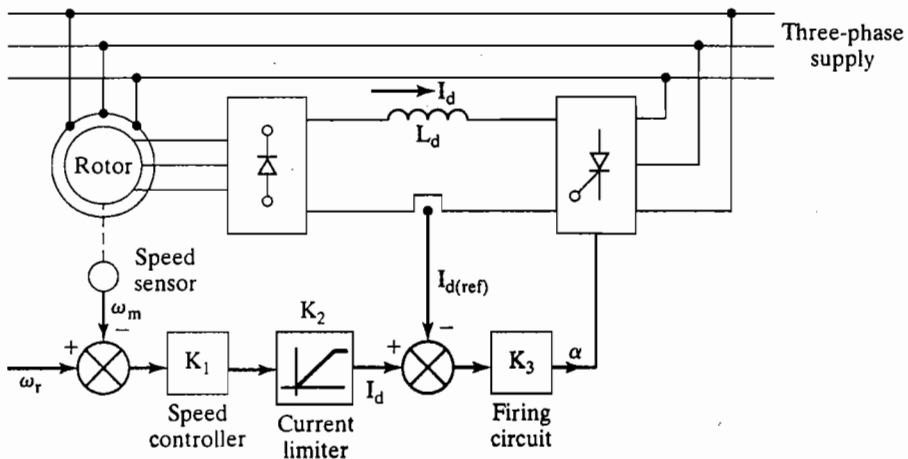 Three-phase
supply
I_d
L_d
Rotor
Speed
sensor
I_d(ref)
ω_m
K_2
−
−
+
+
K_1
K_3
α
ω_r
I_d
Speed
controller
Current
limiter
Firing
circuit